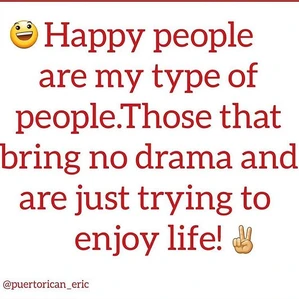 😃Happy people
are my type of
people.Those that
bring no drama and
are just trying to
enjoy life!✌
@puertorican_eric